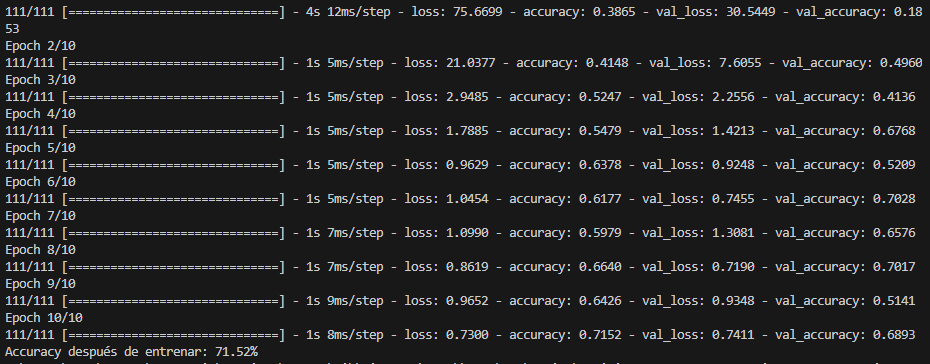 111/111 [==============================] - 4s 12ms/step - loss: 75.6699 - accuracy: 0.3865 - val_loss: 30.5449 - val_accuracy: 0.18
53
Epoch 2/10
111/111 [==============================] - 1s 5ms/step - loss: 21.0377 - accuracy: 0.4148 - val_loss: 7.6055 - val_accuracy: 0.4960
Epoch 3/10
111/111 [==============================] - 1s 5ms/step - loss: 2.9485 - accuracy: 0.5247 - val_loss: 2.2556 - val_accuracy: 0.4136
Epoch 4/10
111/111 [==============================] - 1s 5ms/step - loss: 1.7885 - accuracy: 0.5479 - val_loss: 1.4213 - val_accuracy: 0.6768
Epoch 5/10
111/111 [==============================] - 1s 5ms/step - loss: 0.9629 - accuracy: 0.6378 - val_loss: 0.9248 - val_accuracy: 0.5209
Epoch 6/10
111/111 [==============================] - 1s 5ms/step - loss: 1.0454 - accuracy: 0.6177 - val_loss: 0.7455 - val_accuracy: 0.7028
Epoch 7/10
111/111 [==============================] - 1s 7ms/step - loss: 1.0990 - accuracy: 0.5979 - val_loss: 1.3081 - val_accuracy: 0.6576
Epoch 8/10
111/111 [==============================] - 1s 7ms/step - loss: 0.8619 - accuracy: 0.6640 - val_loss: 0.7190 - val_accuracy: 0.7017
Epoch 9/10
111/111 [==============================] - 1s 9ms/step - loss: 0.9652 - accuracy: 0.6426 - val_loss: 0.9348 - val_accuracy: 0.5141
Epoch 10/10
111/111 [==============================] - 1s 8ms/step - loss: 0.7300 - accuracy: 0.7152 - val_loss: 0.7411 - val_accuracy: 0.6893
Accuracy después de entrenar: 71.52%